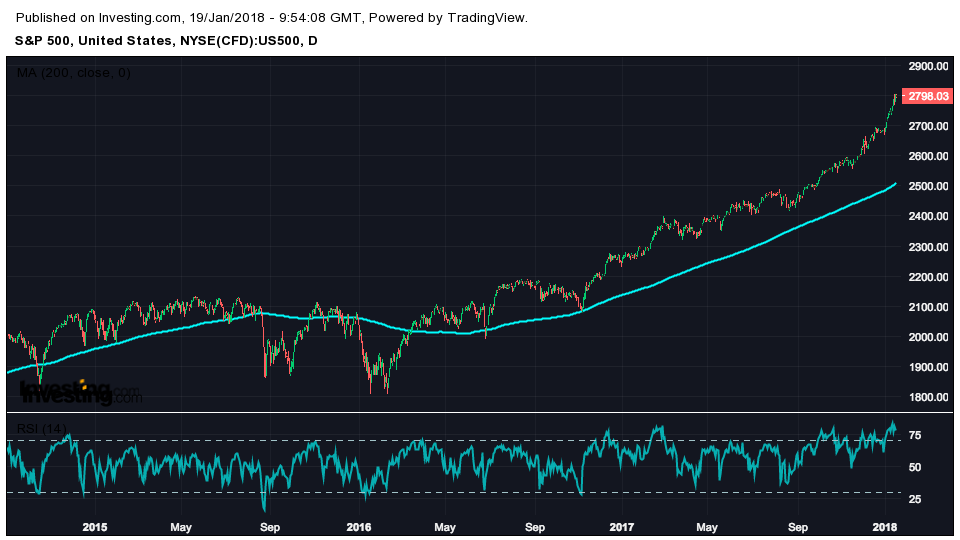 Published on Investing.com, 19/Jan/2018 - 9:54:08 GMT, Powered by TradingView.
S&P 500, United States, NYSE(CFD):US500, D
MA (200, close, 0)
2900.00
2798.03
2700.00
2600.00
2500.00
2400.00
2300.00
2200.00
2100.00
2000.00
1900.00
1800.00
Investing.com
Investing.com
RSI (14)
75
50
25
2015 May Sep 2016 May Sep 2017 May Sep 2018